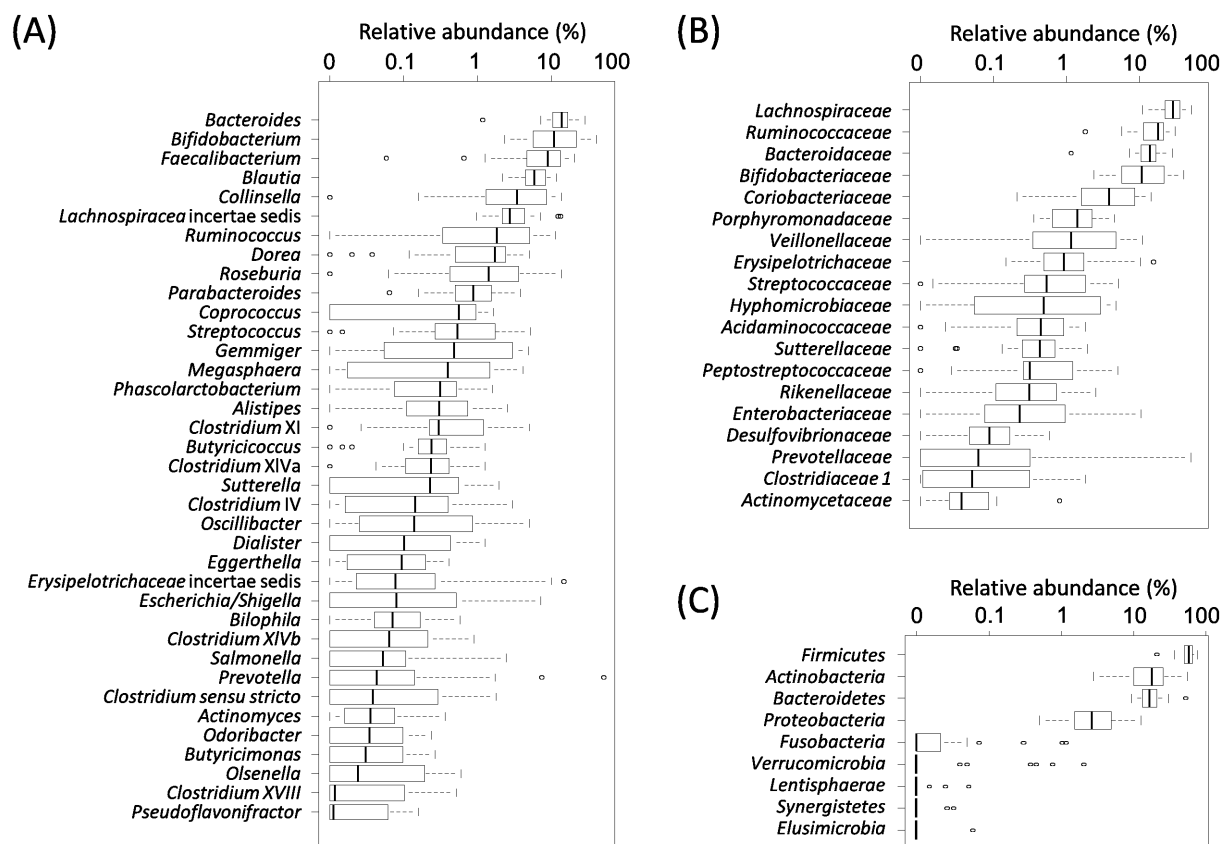 (A)
Relative abundance (%)
0 0.1 1 10 100
Bacteroides
Bifidobacterium
Faecalibacterium
Blautia
Collinsella
Lachnospiracea incertae sedis
Ruminococcus
Dorea
Roseburia
Parabacteroides
Coprococcus
Streptococcus
Gemmiger
Megasphaera
Phascolarctobacterium
Alistipes
Clostridium XI
Butyricicoccus
Clostridium XlVa
Sutterella
Clostridium IV
Oscillibacter
Dialister
Eggerthella
Erysipelotrichaceae incertae sedis
Escherichia/Shigella
Bilophila
Clostridium XlVb
Salmonella
Prevotella
Clostridium sensu stricto
Actinomyces
Odoribacter
Butyricimonas
Olsenella
Clostridium XVIII
Pseudoflavonifractor
(B)
Relative abundance (%)
0 0.1 1 10 100
Lachnospiraceae
Ruminococcaceae
Bacteroidaceae
Bifidobacteriaceae
Coriobacteriaceae
Porphyromonadaceae
Veillonellaceae
Erysipelotrichaceae
Streptococcaceae
Hyphomicrobiaceae
Acidaminococcaceae
Sutterellaceae
Peptostreptococcaceae
Rikenellaceae
Enterobacteriaceae
Desulfovibrionaceae
Prevotellaceae
Clostridiaceae 1
Actinomycetaceae
(C)
Relative abundance (%)
0 0.1 1 10 100
Firmicutes
Actinobacteria
Bacteroidetes
Proteobacteria
Fusobacteria
Verrucomicrobia
Lentisphaerae
Synergistetes
Elusimicrobia